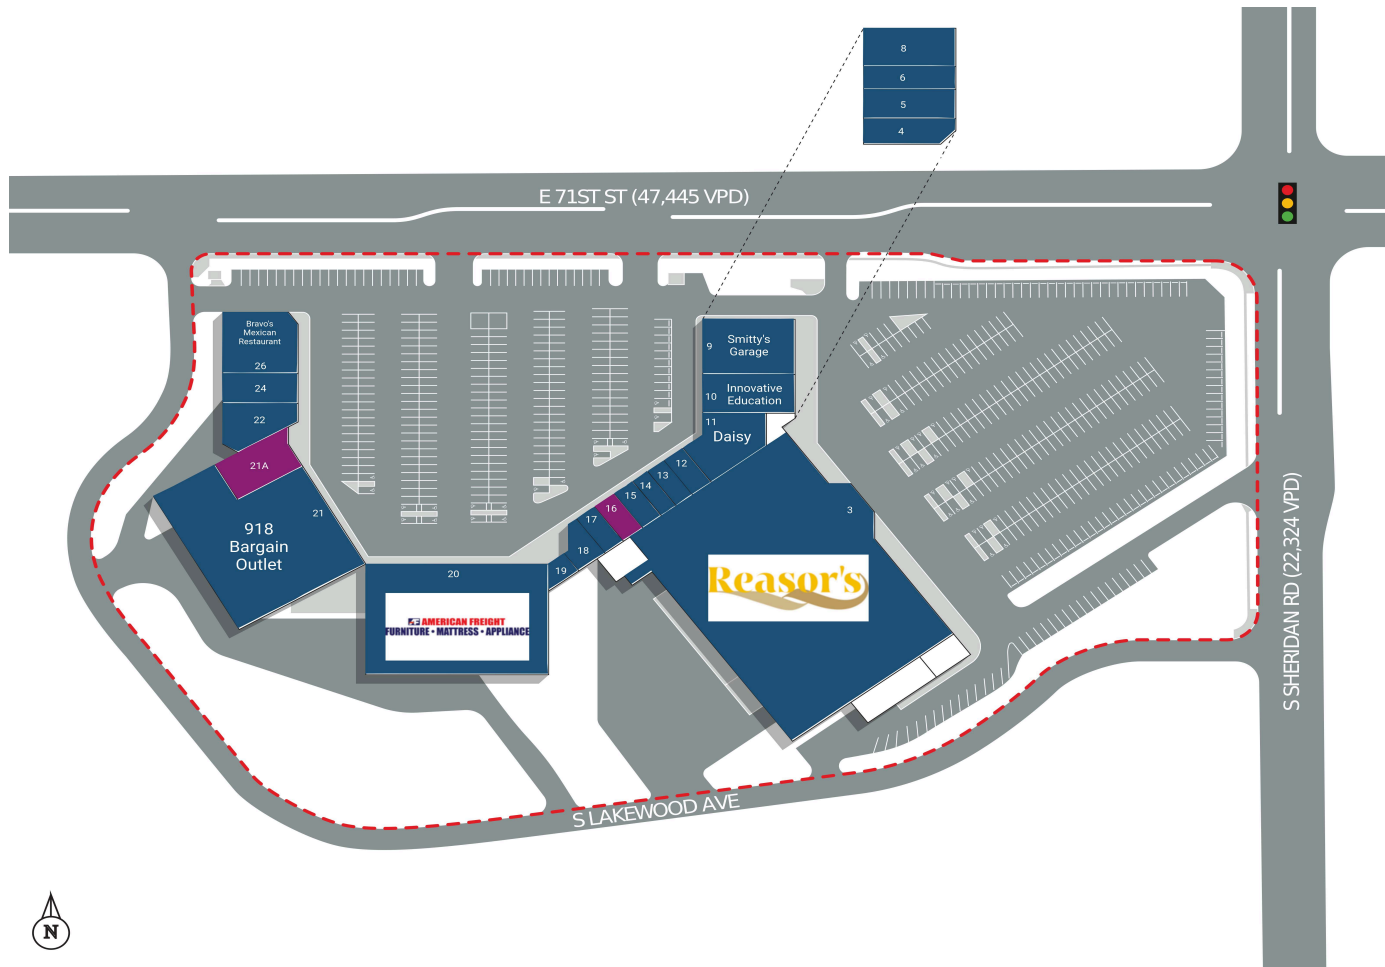 8
6
5
4
E 71ST ST (47,445 VPD)
Bravo's
Mexican
Restaurant
26
24
22
21A
21
918
Bargain
Outlet
20
AF AMERICAN FREIGHT
FURNITURE • MATTRESS • APPLIANCE
19
18
17
16
15
14
13
12
11
Daisy
10
Innovative
Education
9
Smitty's
Garage
3
Reasor's
S SHERIDAN RD (22,324 VPD)
S LAKEWOOD AVE
N